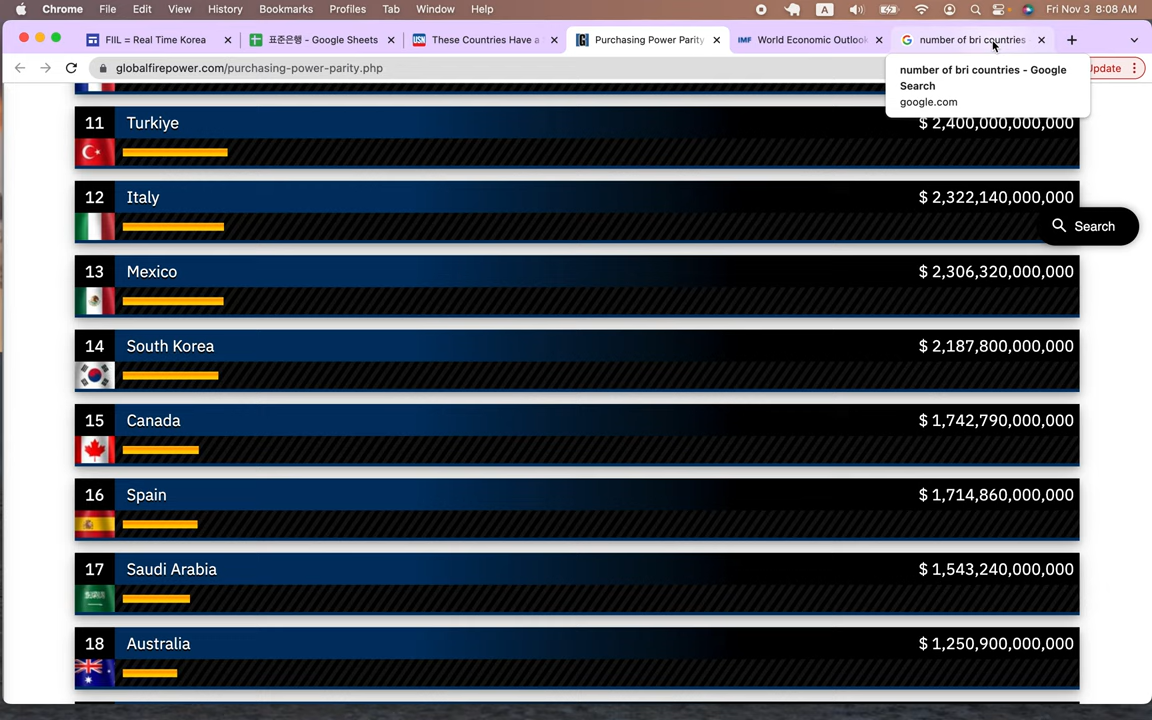 Chrome File Edit View History Bookmarks Profiles Tab Window Help A Fri Nov 3 8:08 AM
FIIL = Real Time Korea 표준은행 - Google Sheets USN These Countries Have a Purchasing Power Parity IMF World Economic Outlook number of bri countries
globalfirepower.com/purchasing-power-parity.php pdate
number of bri countries - Google
Search
google.com
11 Turkiye $ 2,400,000,000,000
12 Italy $ 2,322,140,000,000
Search
13 Mexico $ 2,306,320,000,000
14 South Korea $ 2,187,800,000,000
15 Canada $ 1,742,790,000,000
16 Spain $ 1,714,860,000,000
17 Saudi Arabia $ 1,543,240,000,000
18 Australia $ 1,250,900,000,000